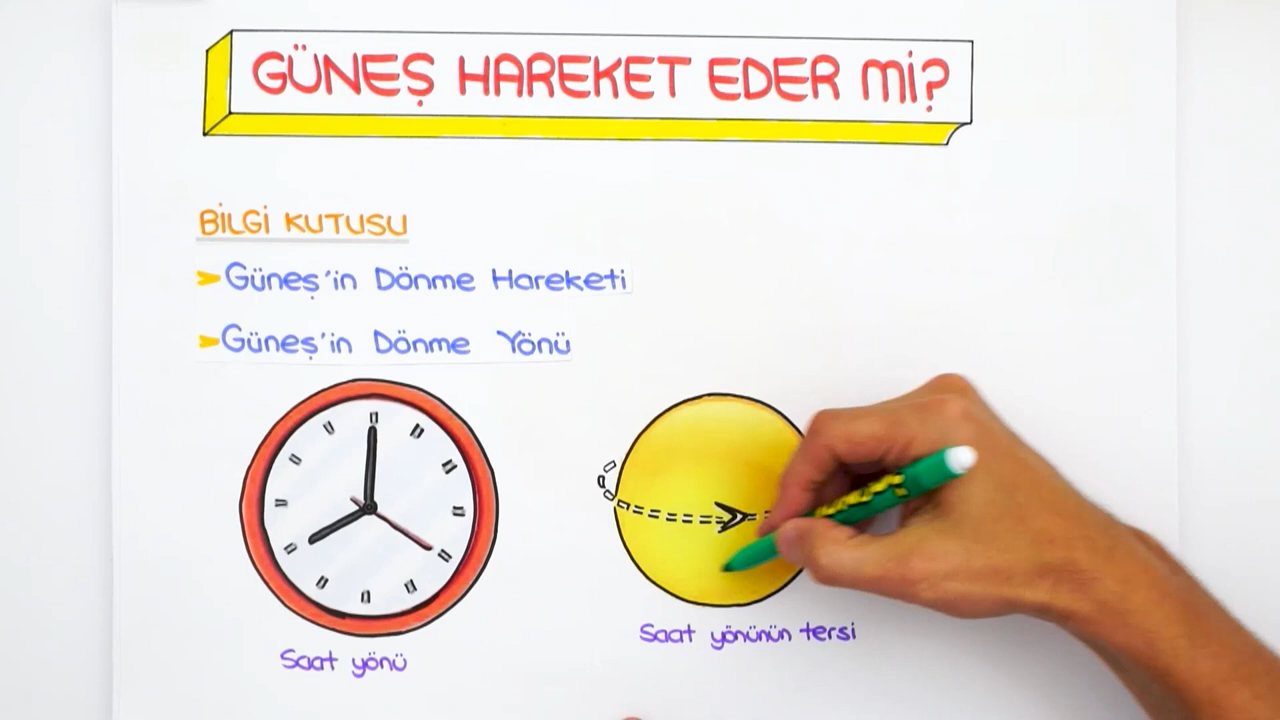 GÜNEŞ HAREKET EDER Mİ?
BİLGİ KUTUSU
Güneş'in Dönme Hareketi
Güneş'in Dönme Yönü
Saat yönü
Saat yönünün tersi